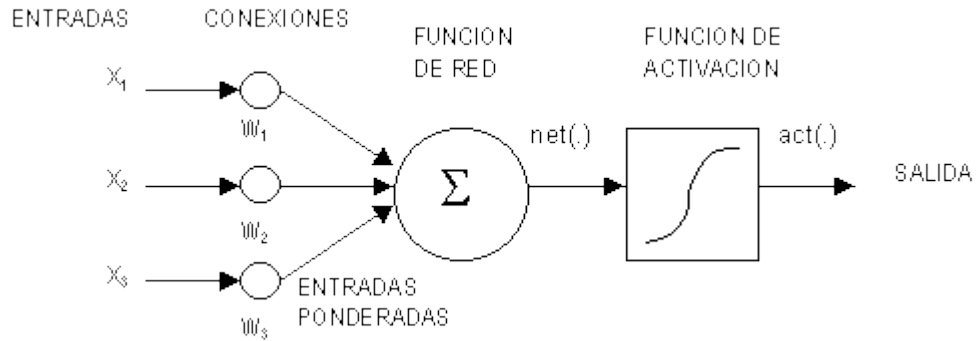 ENTRADAS
CONEXIONES
FUNCION
DE RED
FUNCION DE
ACTIVACION
X₁
W₁
X₂
W₂
X₃
W₃
Σ
net(.)
act(.)
SALIDA
ENTRADAS
PONDERADAS